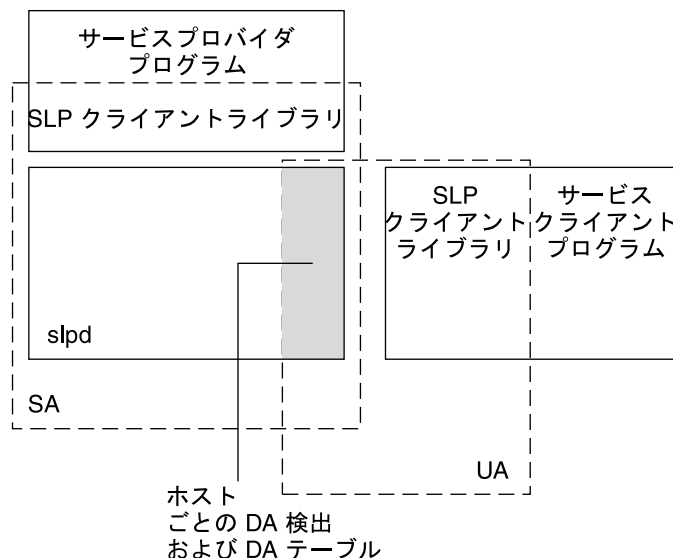 サービスプロバイダ
プログラム
SLP クライアントライブラリ
SLP
クライアント
ライブラリ
サービス
クライアント
プログラム
slpd
SA
UA
ホスト
ごとの DA 検出
および DA テーブル